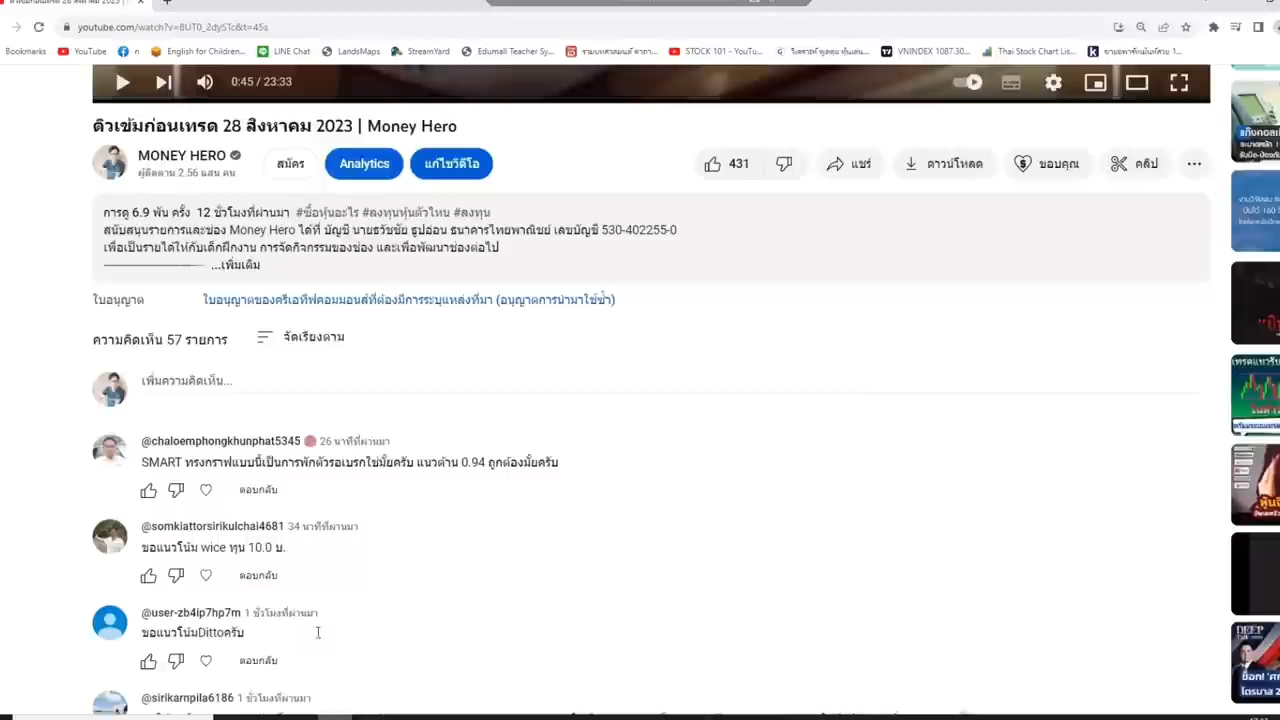 youtube.com/watch?v=8UT0_2dySTc&t=45s
Bookmarks YouTube English for Children... LINE Chat LandsMaps StreamYard Edumall Teacher Sy... STOCK 101 - YouTu... VNINDEX 1087.30... Thai Stock Chart Lis...
0:45 / 23:33
ติวเข้มก่อนเทรด 28 สิงหาคม 2023 | Money Hero
MONEY HERO
ผู้ติดตาม 2.56 แสน คน
สมัคร Analytics แก้ไขวิดีโอ 431 แชร์ ดาวน์โหลด ขอบคุณ คลิป
การดู 6.9 พัน ครั้ง 12 ชั่วโมงที่ผ่านมา #ซื้อหุ้นอะไร #ลงทุนหุ้นตัวไหน #ลงทุน
สนับสนุนรายการและช่อง Money Hero ได้ที่ บัญชี นายธวัชชัย ธูปอ่อน ธนาคารไทยพาณิชย์ เลขบัญชี 530-402255-0
เพื่อเป็นรายได้ให้กับเด็กฝึกงาน การจัดกิจกรรมของช่อง และเพื่อพัฒนาช่องต่อไป
...เพิ่มเติม
ใบอนุญาต ใบอนุญาตของครีเอทีฟคอมมอนส์ที่ต้องมีการระบุแหล่งที่มา (อนุญาตการนำมาใช้ซ้ำ)
ความคิดเห็น 57 รายการ จัดเรียงตาม
เพิ่มความคิดเห็น...
@chaloemphongkhunphat5345 26 นาทีที่ผ่านมา
SMART ทรงกราฟแบบนี้เป็นการพักตัวรอเบรกใช่มั้ยครับ แนวต้าน 0.94 ถูกต้องมั้ยครับ
ตอบกลับ
@somkiattorsirikulchai4681 34 นาทีที่ผ่านมา
ขอแนวโน้ม wice ทุน 10.0 บ.
ตอบกลับ
@user-zb4ip7hp7m 1 ชั่วโมงที่ผ่านมา
ขอแนวโน้มDittoครับ
ตอบกลับ
@sirikarnpila6186 1 ชั่วโมงที่ผ่านมา
DEEP